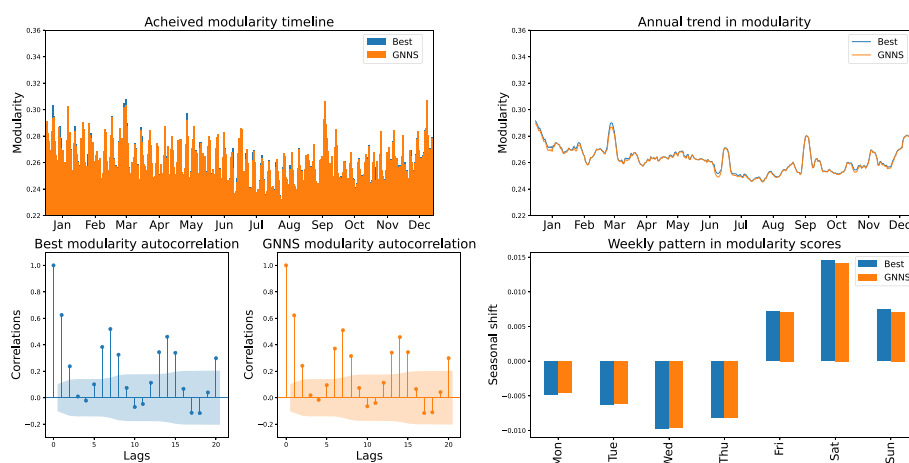 Acheived modularity timeline
Modularity
0.36
0.34
0.32
0.30
0.28
0.26
0.24
0.22
Best
GNNS
Jan Feb Mar Apr May Jun Jul Aug Sep Oct Nov Dec
Annual trend in modularity
Modularity
0.36
0.34
0.32
0.30
0.28
0.26
0.24
0.22
Best
GNNS
Jan Feb Mar Apr May Jun Jul Aug Sep Oct Nov Dec
Best modularity autocorrelation
Correlations
1.0
0.8
0.6
0.4
0.2
0.0
−0.2
0 5 10 15 20
Lags
GNNS modularity autocorrelation
Correlations
1.0
0.8
0.6
0.4
0.2
0.0
−0.2
0 5 10 15 20
Lags
Weekly pattern in modularity scores
Seasonal shift
0.015
0.010
0.005
0.000
−0.005
−0.010
Best
GNNS
Mon Tue Wed Thu Fri Sat Sun